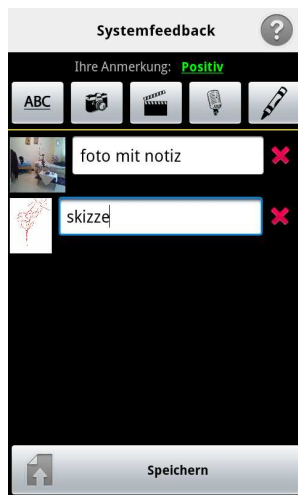 Systemfeedback
Ihre Anmerkung: Positiv
ABC
foto mit notiz
skizze
Speichern